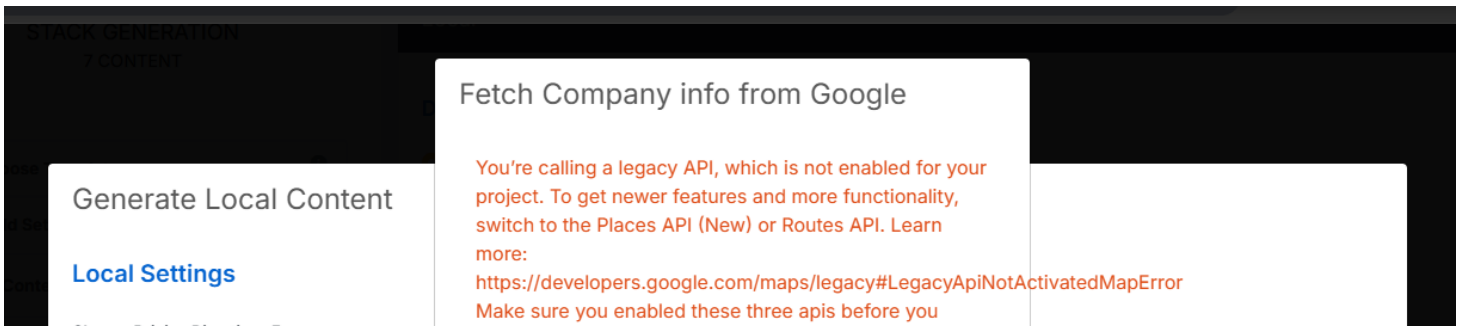 STACK GENERATION
7 CONTENT
Fetch Company info from Google
You’re calling a legacy API, which is not enabled for your
project. To get newer features and more functionality,
switch to the Places API (New) or Routes API. Learn
more:
https://developers.google.com/maps/legacy#LegacyApiNotActivatedMapError
Make sure you enabled these three apis before you
Generate Local Content
Local Settings